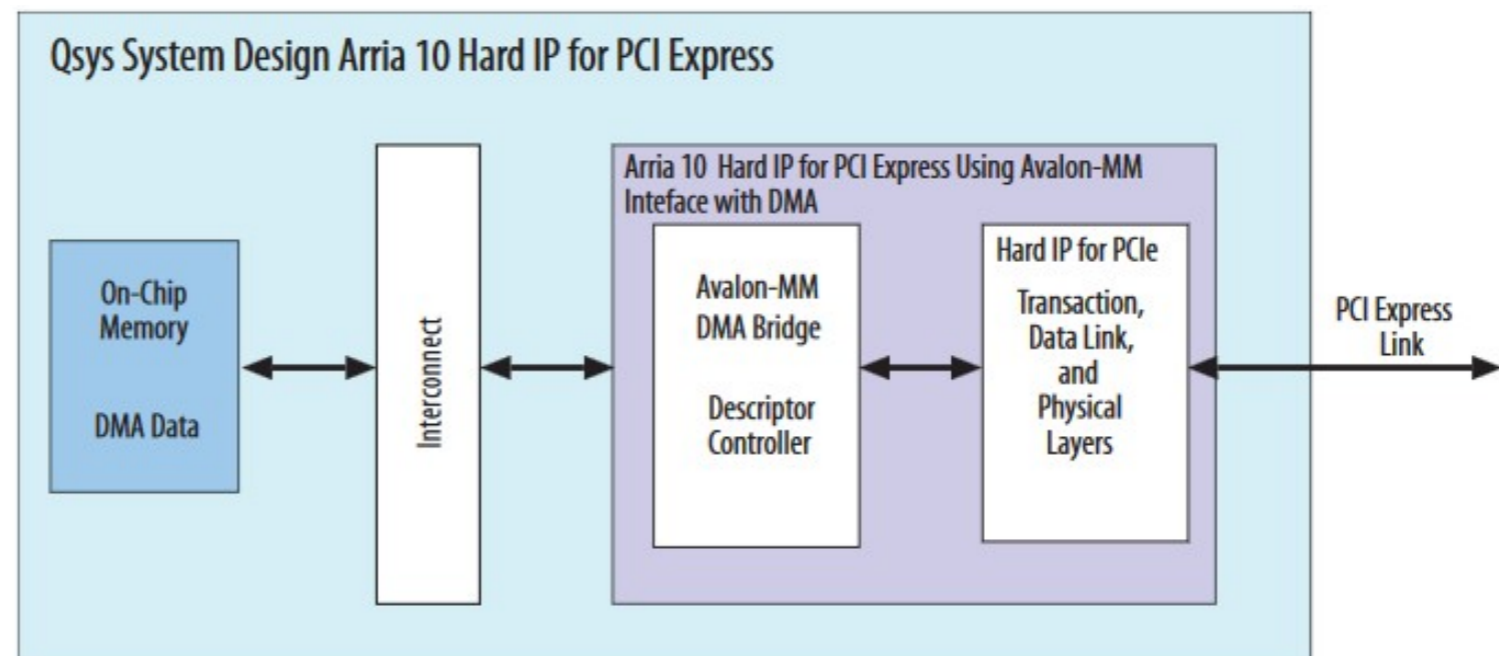 Qsys System Design Arria 10 Hard IP for PCI Express
On-Chip
Memory
DMA Data
Interconnect
Arria 10 Hard IP for PCI Express Using Avalon-MM
Inteface with DMA
Avalon-MM
DMA Bridge
Descriptor
Controller
Hard IP for PCIe
Transaction,
Data Link,
and
Physical
Layers
PCI Express
Link